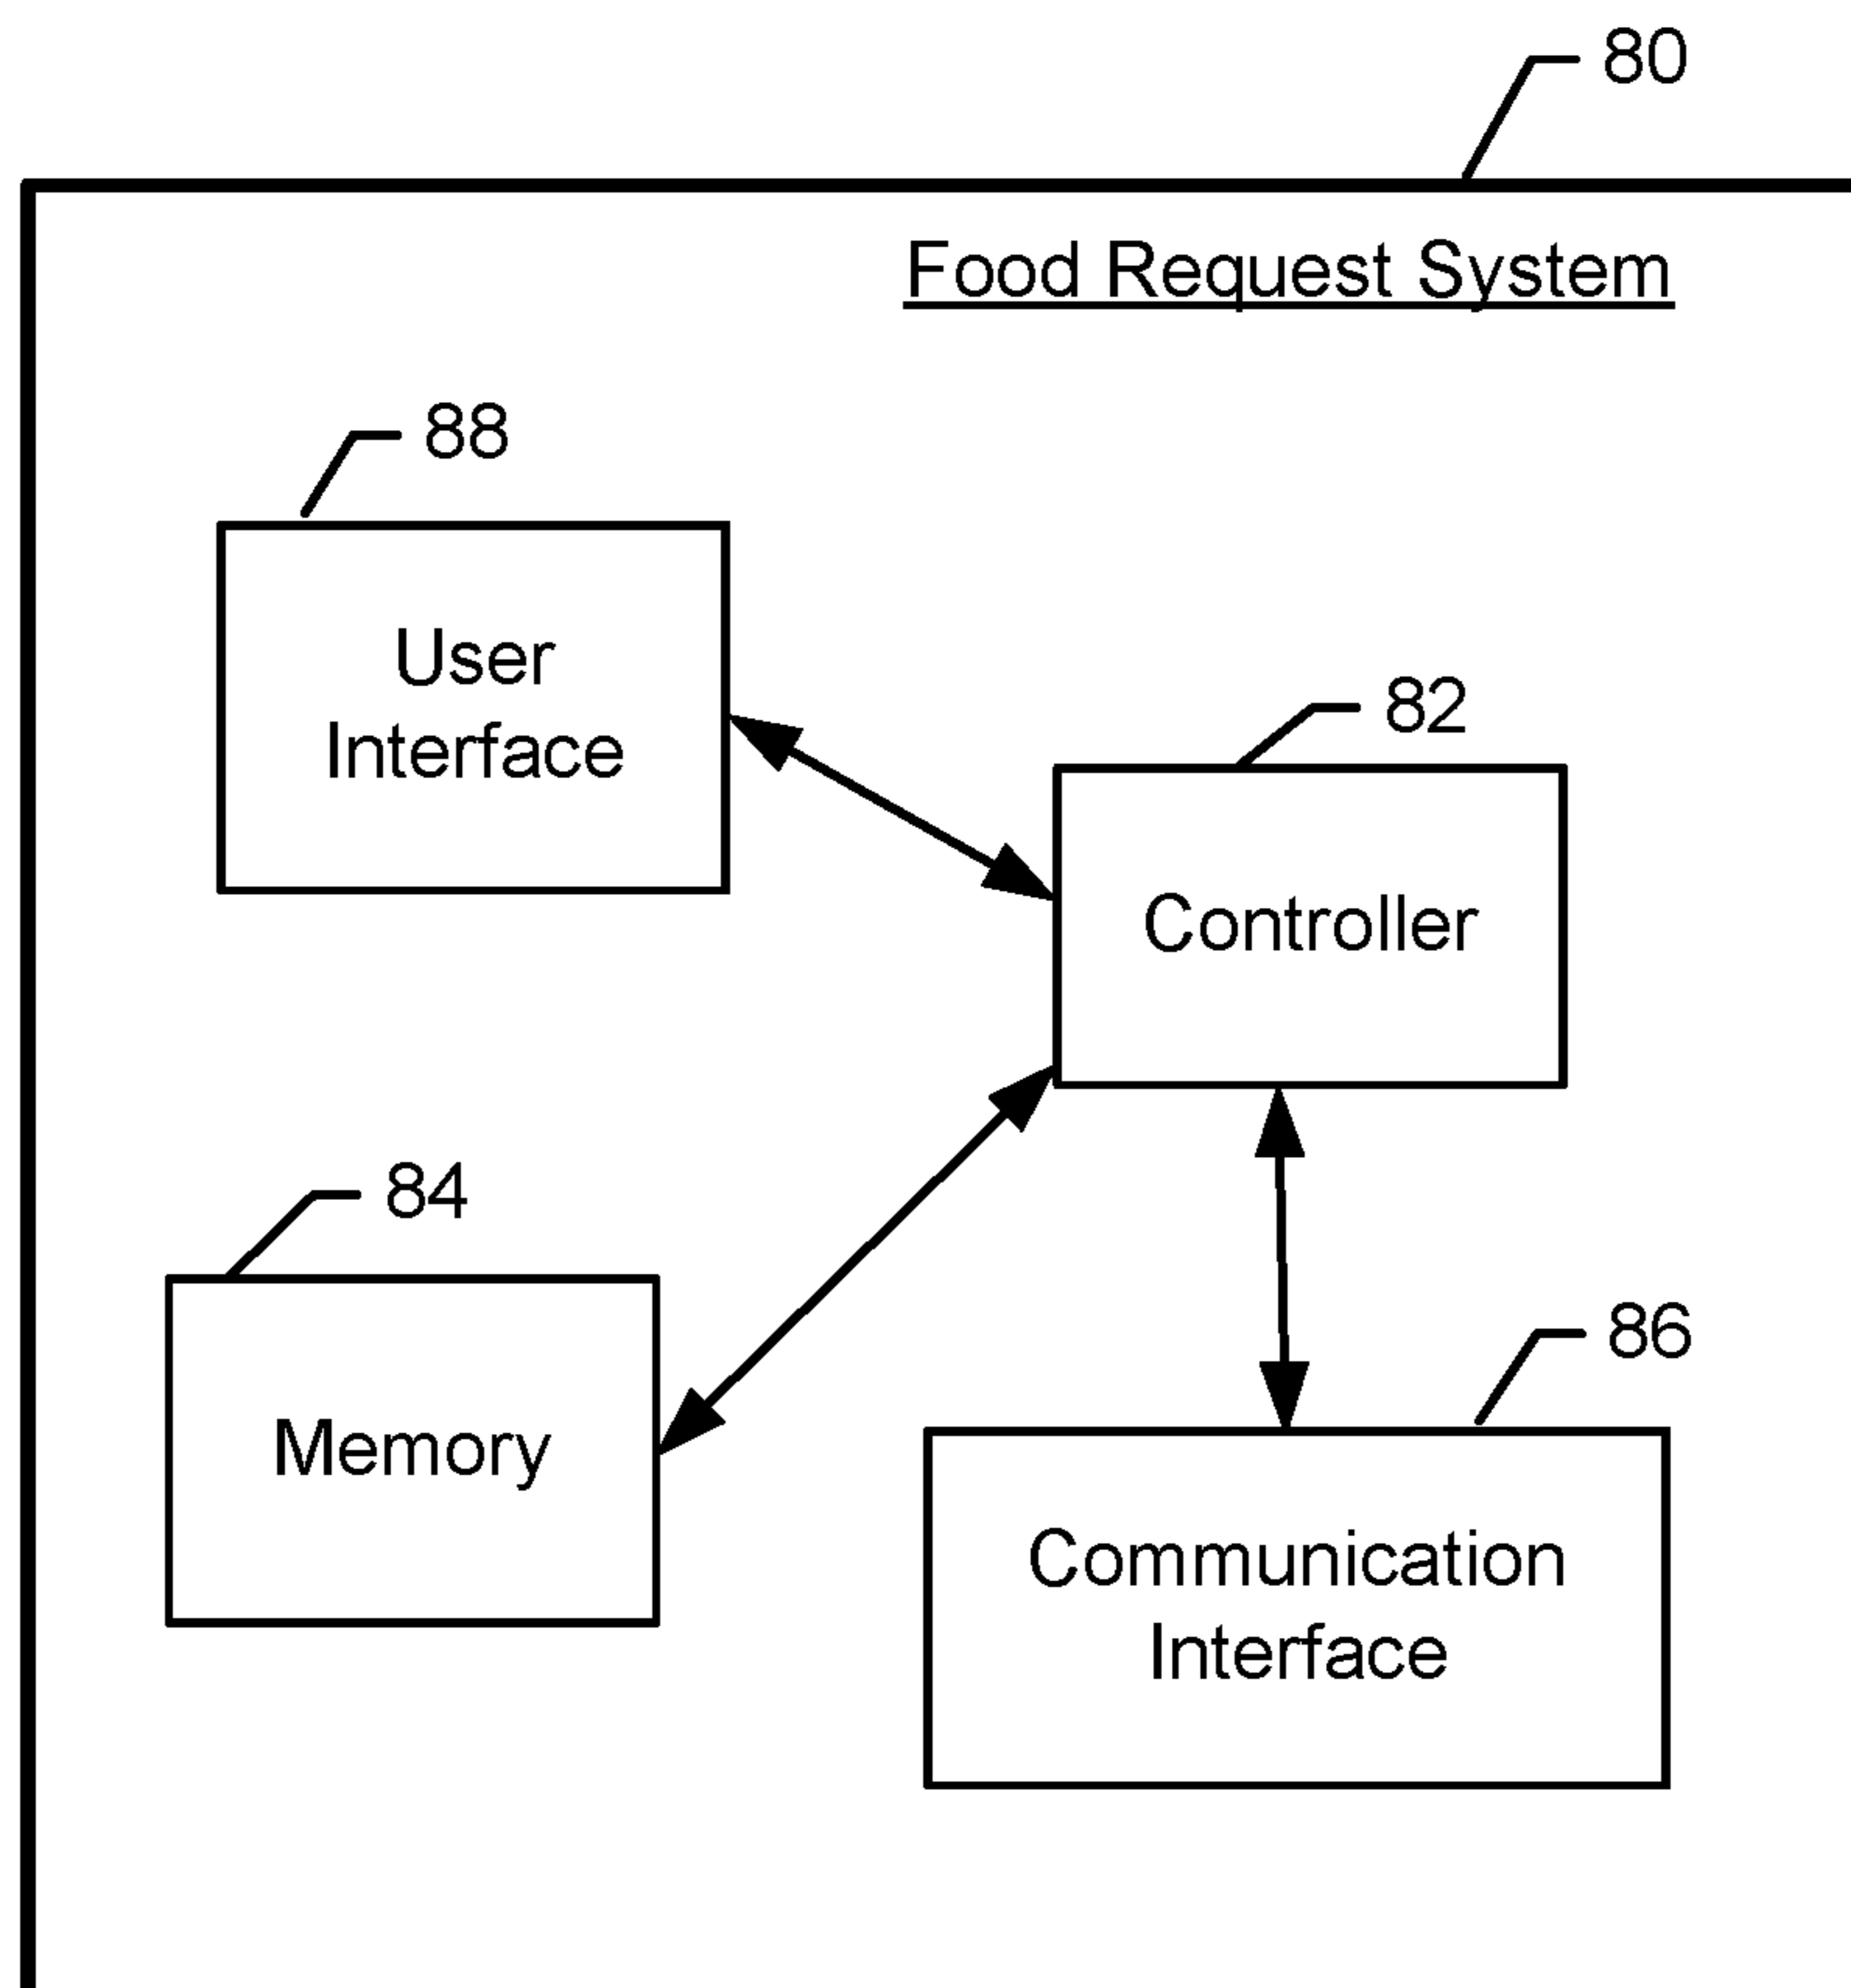 80
Food Request System
88
User
Interface
82
Controller
84
Memory
86
Communication
Interface